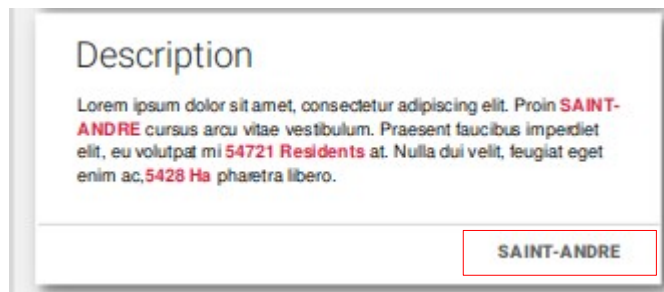 Description
Lorem ipsum dolor sit amet, consectetur adipiscing elit. Proin SAINT-
ANDRE cursus arcu vitae vestibulum. Praesent faucibus imperdiet
elit, eu volutpat mi 54721 Residents at. Nulla dui velit, feugiat eget
enim ac,5428 Ha pharetra libero.
SAINT-ANDRE